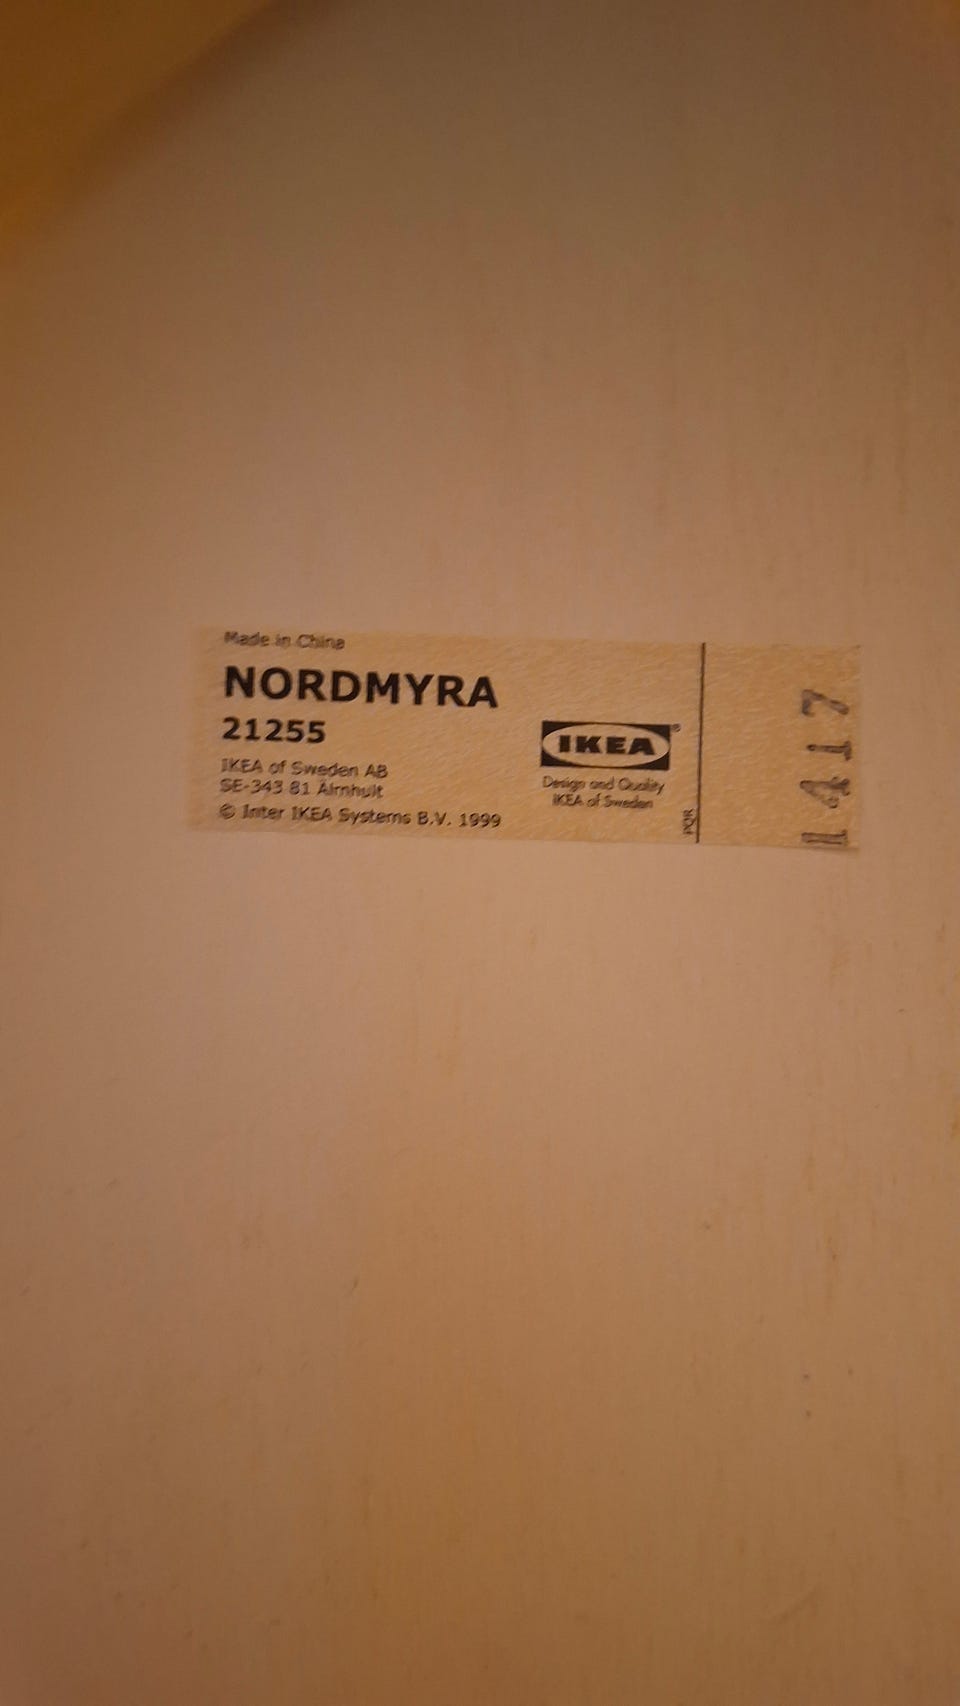 Made in China
NORDMYRA
21255
IKEA of Sweden AB
SE-343 81 Älmhult
© Inter IKEA Systems B.V. 1999
IKEA®
Design and Quality
IKEA of Sweden
PQR
1417